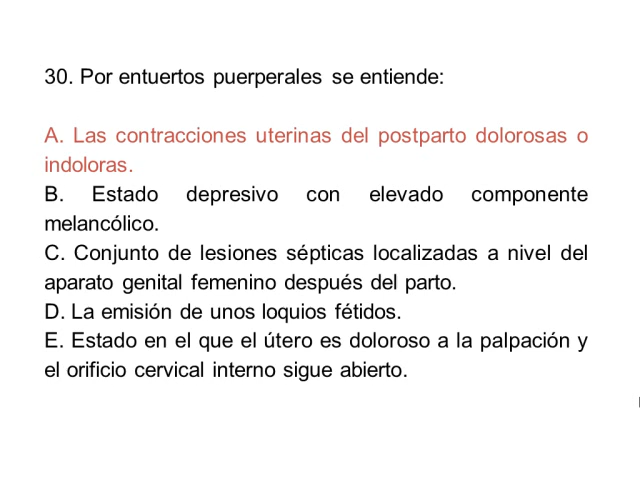 30. Por entuertos puerperales se entiende:
A. Las contracciones uterinas del postparto dolorosas o
indoloras.
B. Estado depresivo con elevado componente
melancólico.
C. Conjunto de lesiones sépticas localizadas a nivel del
aparato genital femenino después del parto.
D. La emisión de unos loquios fétidos.
E. Estado en el que el útero es doloroso a la palpación y
el orificio cervical interno sigue abierto.